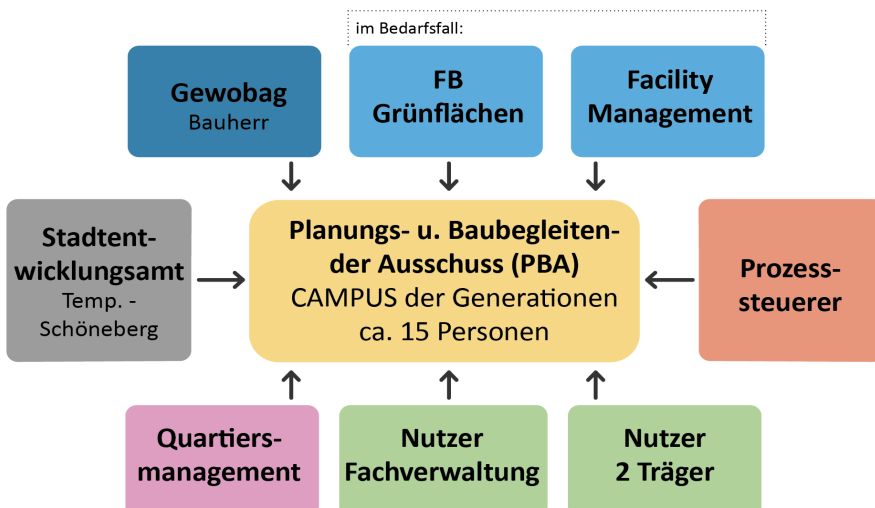 im Bedarfsfall:
Gewobag
Bauherr
FB
Grünflächen
Facility
Management
Stadtent-
wicklungsamt
Temp. -
Schöneberg
Planungs- u. Baubegleiten-
der Ausschuss (PBA)
CAMPUS der Generationen
ca. 15 Personen
Prozess-
steuerer
Quartiers-
management
Nutzer
Fachverwaltung
Nutzer
2 Träger